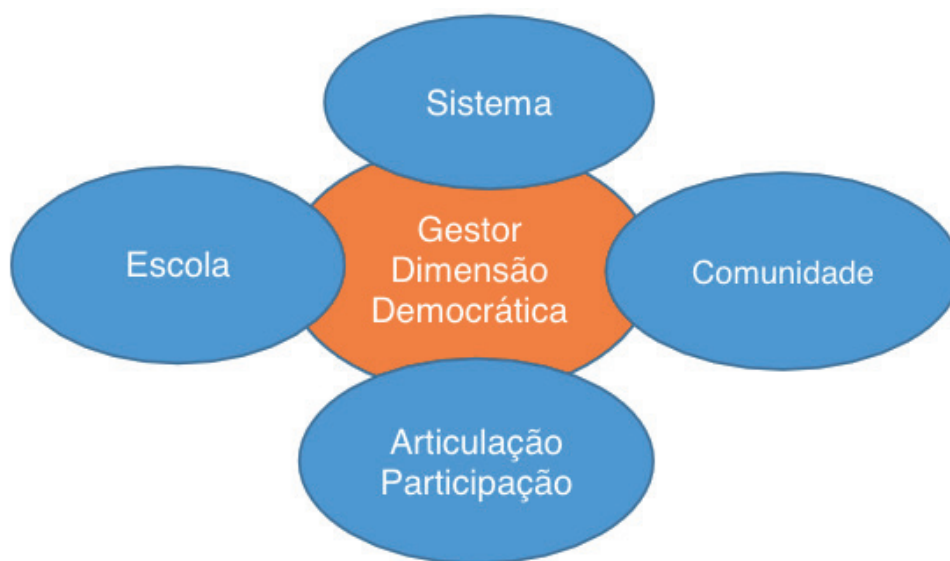 Sistema
Escola
Gestor
Dimensão
Democrática
Comunidade
Articulação
Participação